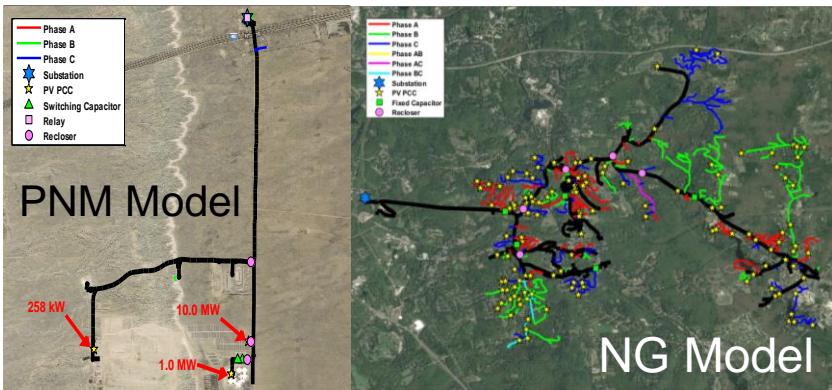 Phase A
Phase B
Phase C
Substation
PV PCC
Switching Capacitor
Relay
Recloser
PNM Model
258 kW
10.0 MW
1.0 MW
Phase A
Phase B
Phase C
Phase AB
Phase AC
Phase BC
Substation
PV PCC
Fixed Capacitor
Recloser
NG Model